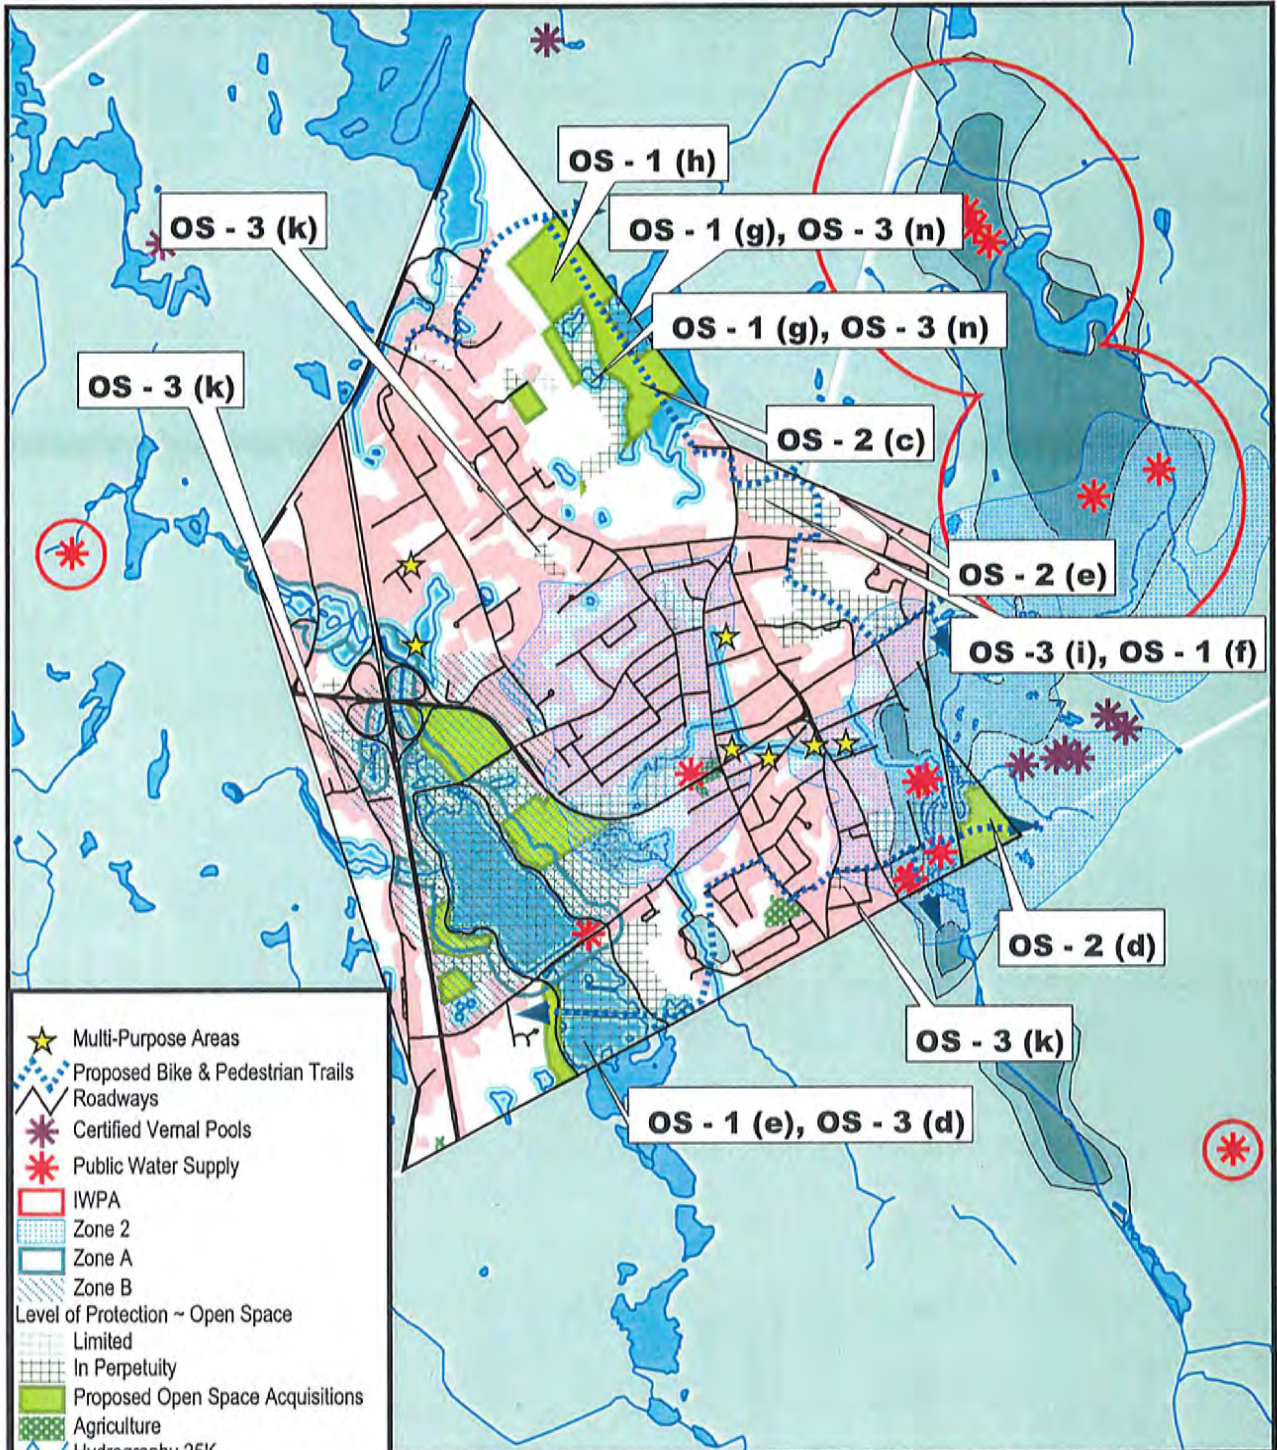 OS - 1 (h)
OS - 3 (k)
OS - 1 (g), OS - 3 (n)
OS - 1 (g), OS - 3 (n)
OS - 3 (k)
OS - 2 (c)
OS - 2 (e)
OS -3 (i), OS - 1 (f)
OS - 2 (d)
OS - 3 (k)
OS - 1 (e), OS - 3 (d)
Multi-Purpose Areas
Proposed Bike & Pedestrian Trails
Roadways
Certified Vernal Pools
Public Water Supply
IWPA
Zone 2
Zone A
Zone B
Level of Protection ~ Open Space
Limited
In Perpetuity
Proposed Open Space Acquisitions
Agriculture
Hydrography 25K